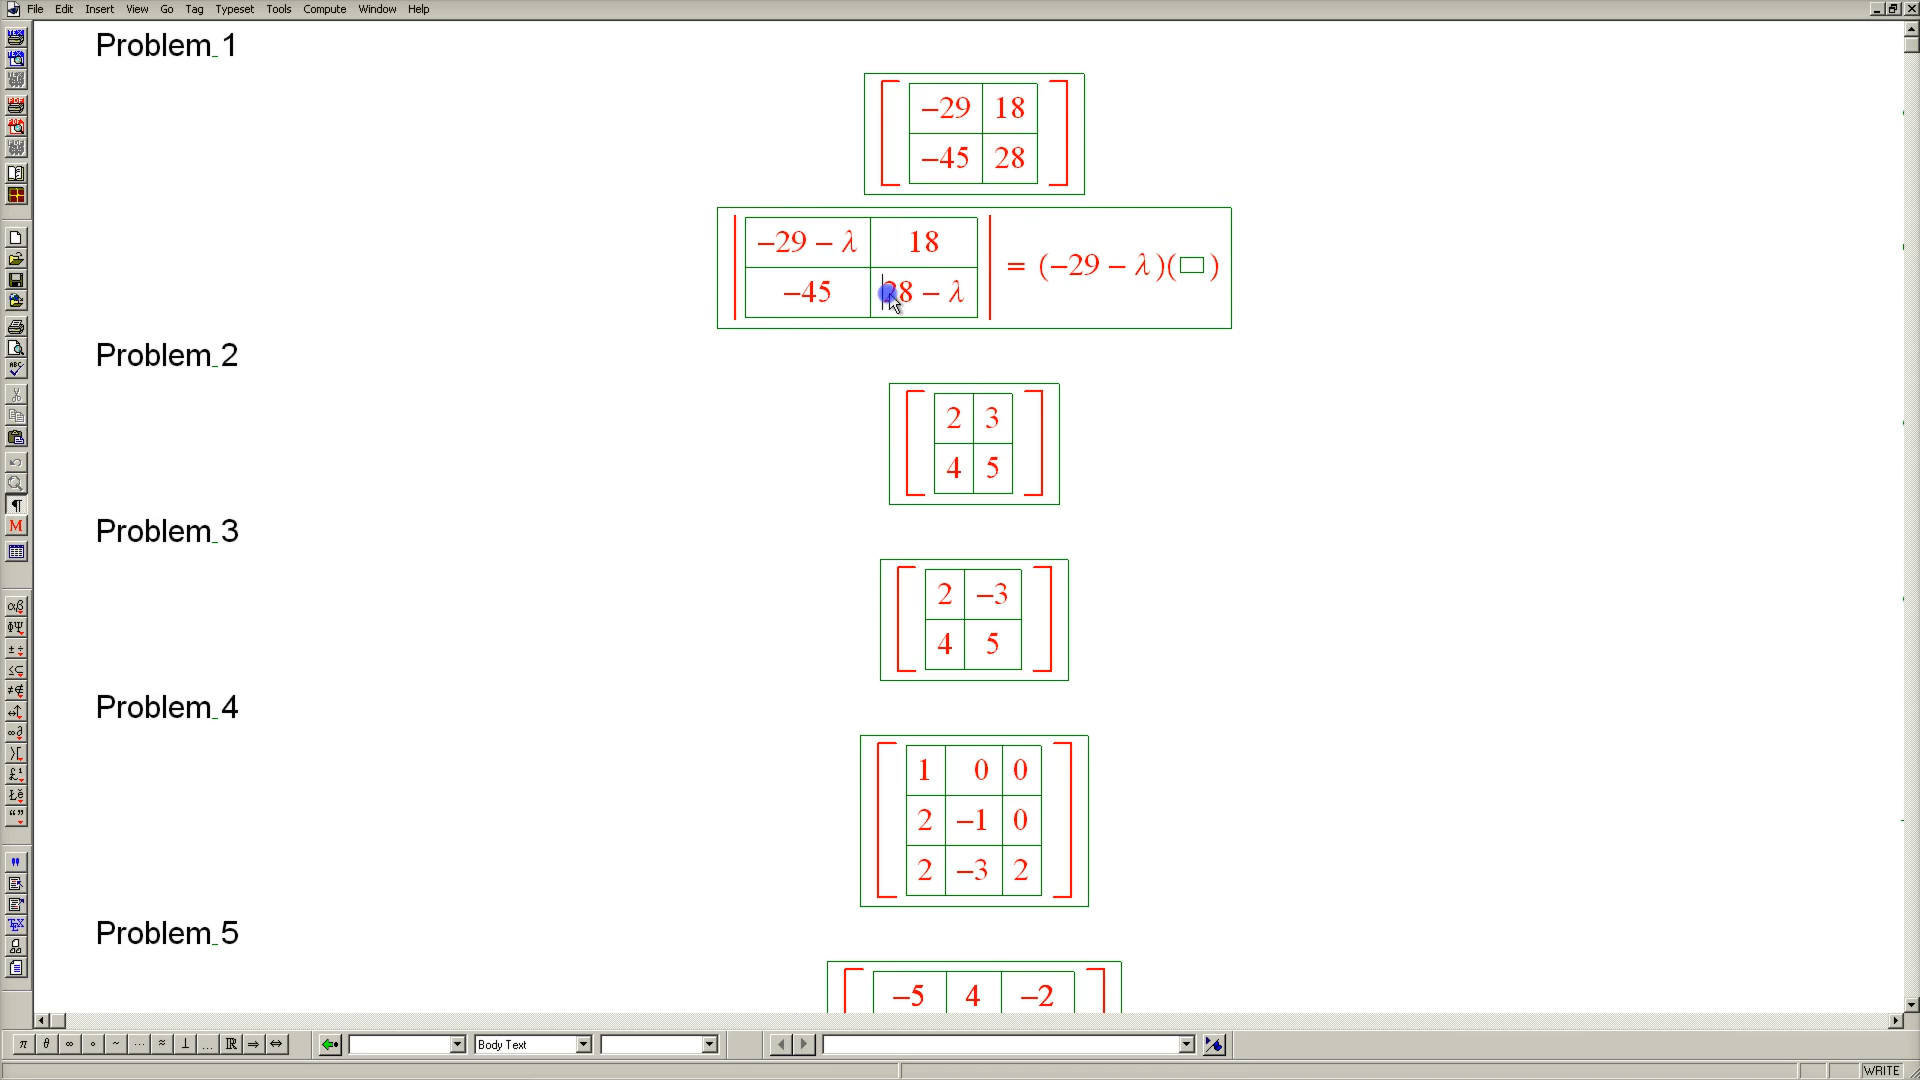 File Edit Insert View Go Tag Typeset Tools Compute Window Help
Problem 1
−29 18
−45 28
−29 − λ 18
−45 28 − λ
= (−29 − λ)( )
Problem 2
2 3
4 5
Problem 3
2 −3
4 5
Problem 4
1 0 0
2 −1 0
2 −3 2
Problem 5
−5 4 −2
Body Text
WRITE